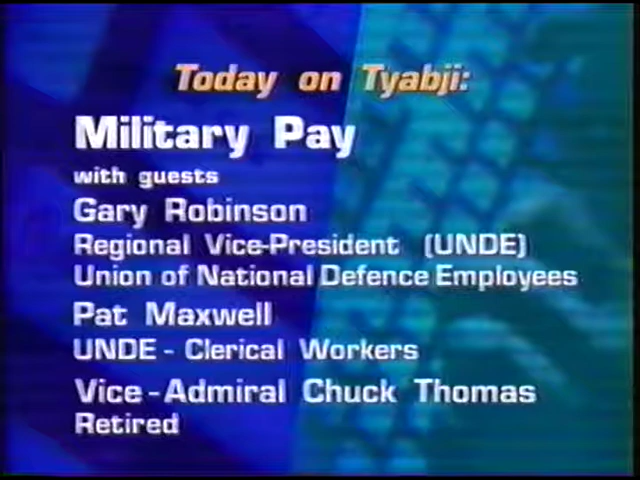 Today on Tyabji:
Military Pay
with guests
Gary Robinson
Regional Vice-President (UNDE)
Union of National Defence Employees
Pat Maxwell
UNDE - Clerical Workers
Vice-Admiral Chuck Thomas
Retired